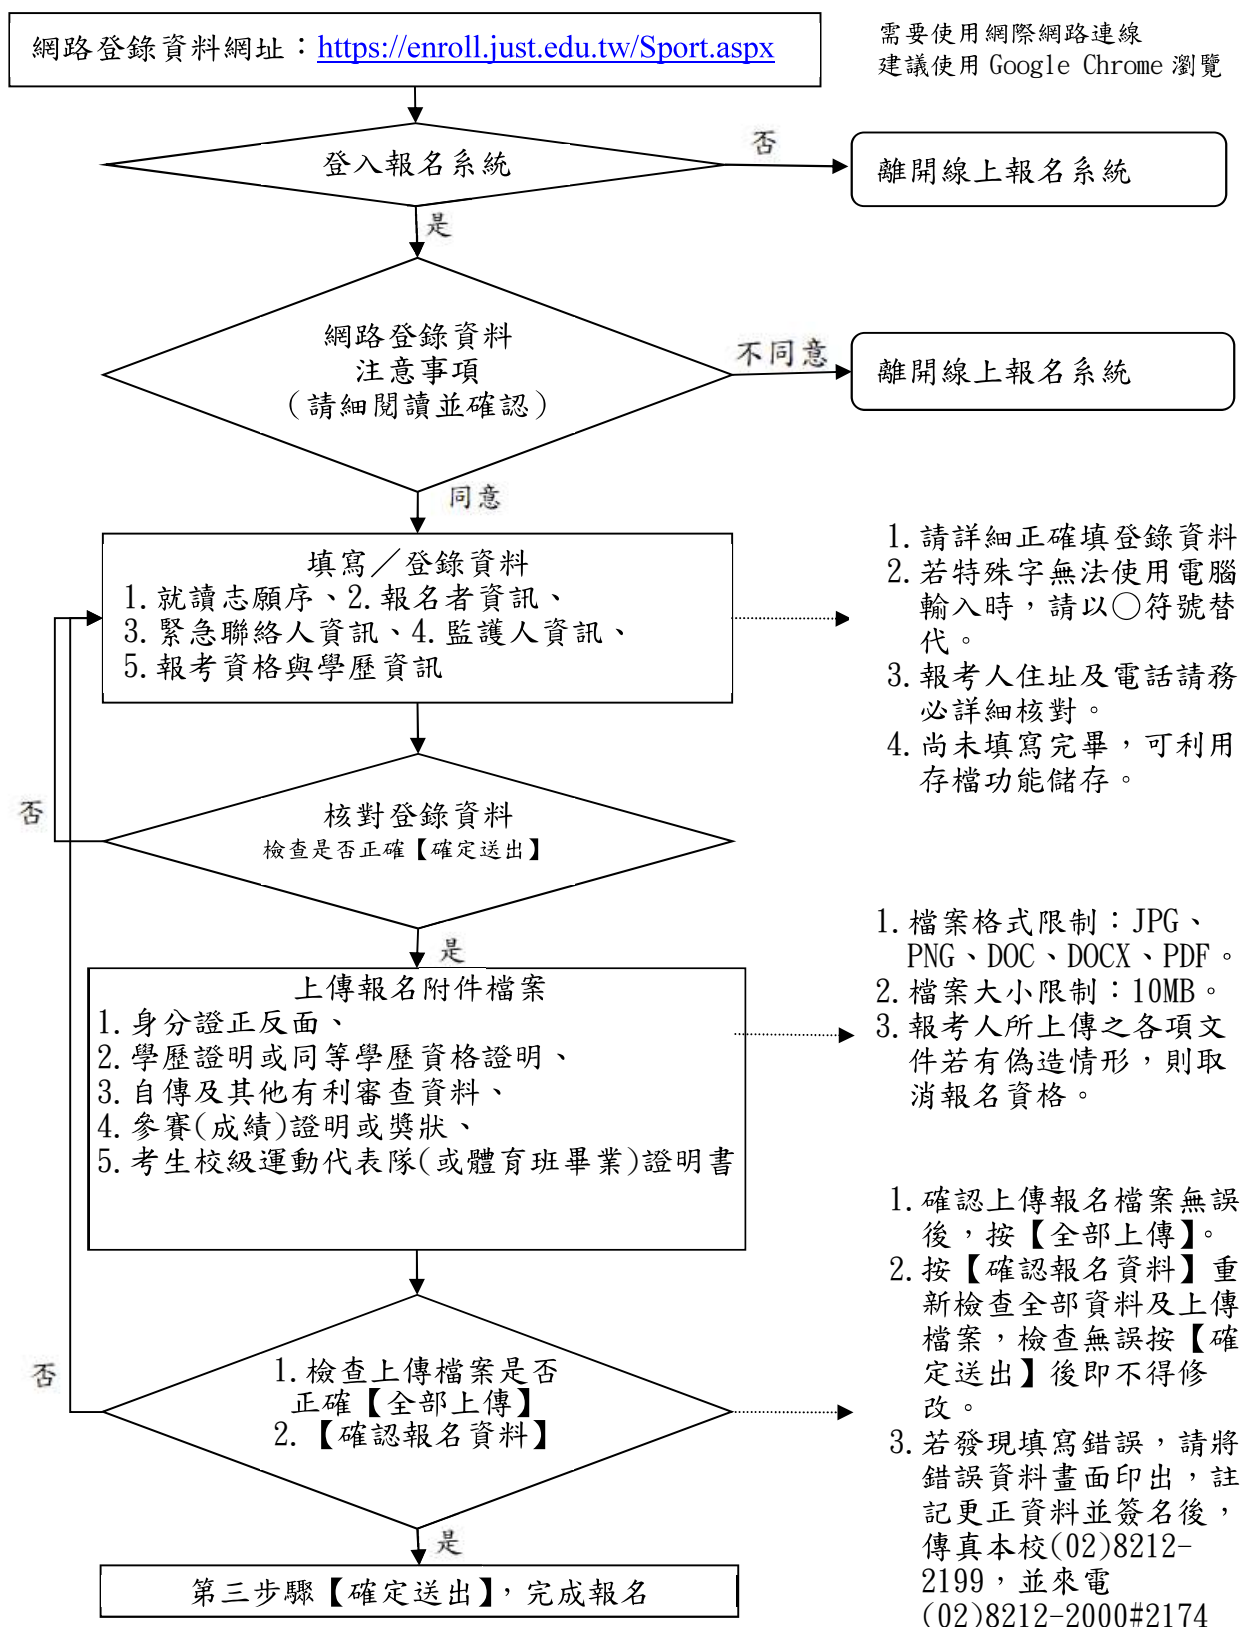 網路登錄資料網址：https://enroll.just.edu.tw/Sport.aspx
需要使用網際網路連線
建議使用 Google Chrome 瀏覽
登入報名系統
否
離開線上報名系統
是
網路登錄資料
注意事項
（請細閱讀並確認）
不同意
離開線上報名系統
同意
填寫／登錄資料
1.就讀志願序、2.報名者資訊、
3.緊急聯絡人資訊、4.監護人資訊、
5.報考資格與學歷資訊
1.請詳細正確填登錄資料
2.若特殊字無法使用電腦
輸入時，請以○符號替
代。
3.報考人住址及電話請務
必詳細核對。
4.尚未填寫完畢，可利用
存檔功能儲存。
否
核對登錄資料
檢查是否正確【確定送出】
是
上傳報名附件檔案
1.身分證正反面、
2.學歷證明或同等學歷資格證明、
3.自傳及其他有利審查資料、
4.參賽(成績)證明或獎狀、
5.考生校級運動代表隊(或體育班畢業)證明書
1.檔案格式限制：JPG、
PNG、DOC、DOCX、PDF。
2.檔案大小限制：10MB。
3.報考人所上傳之各項文
件若有偽造情形，則取
消報名資格。
否
1.檢查上傳檔案是否
正確【全部上傳】
2.【確認報名資料】
是
第三步驟【確定送出】，完成報名
1.確認上傳報名檔案無誤
後，按【全部上傳】。
2.按【確認報名資料】重
新檢查全部資料及上傳
檔案，檢查無誤按【確
定送出】後即不得修
改。
3.若發現填寫錯誤，請將
錯誤資料畫面印出，註
記更正資料並簽名後，
傳真本校(02)8212-
2199，並來電
(02)8212-2000#2174